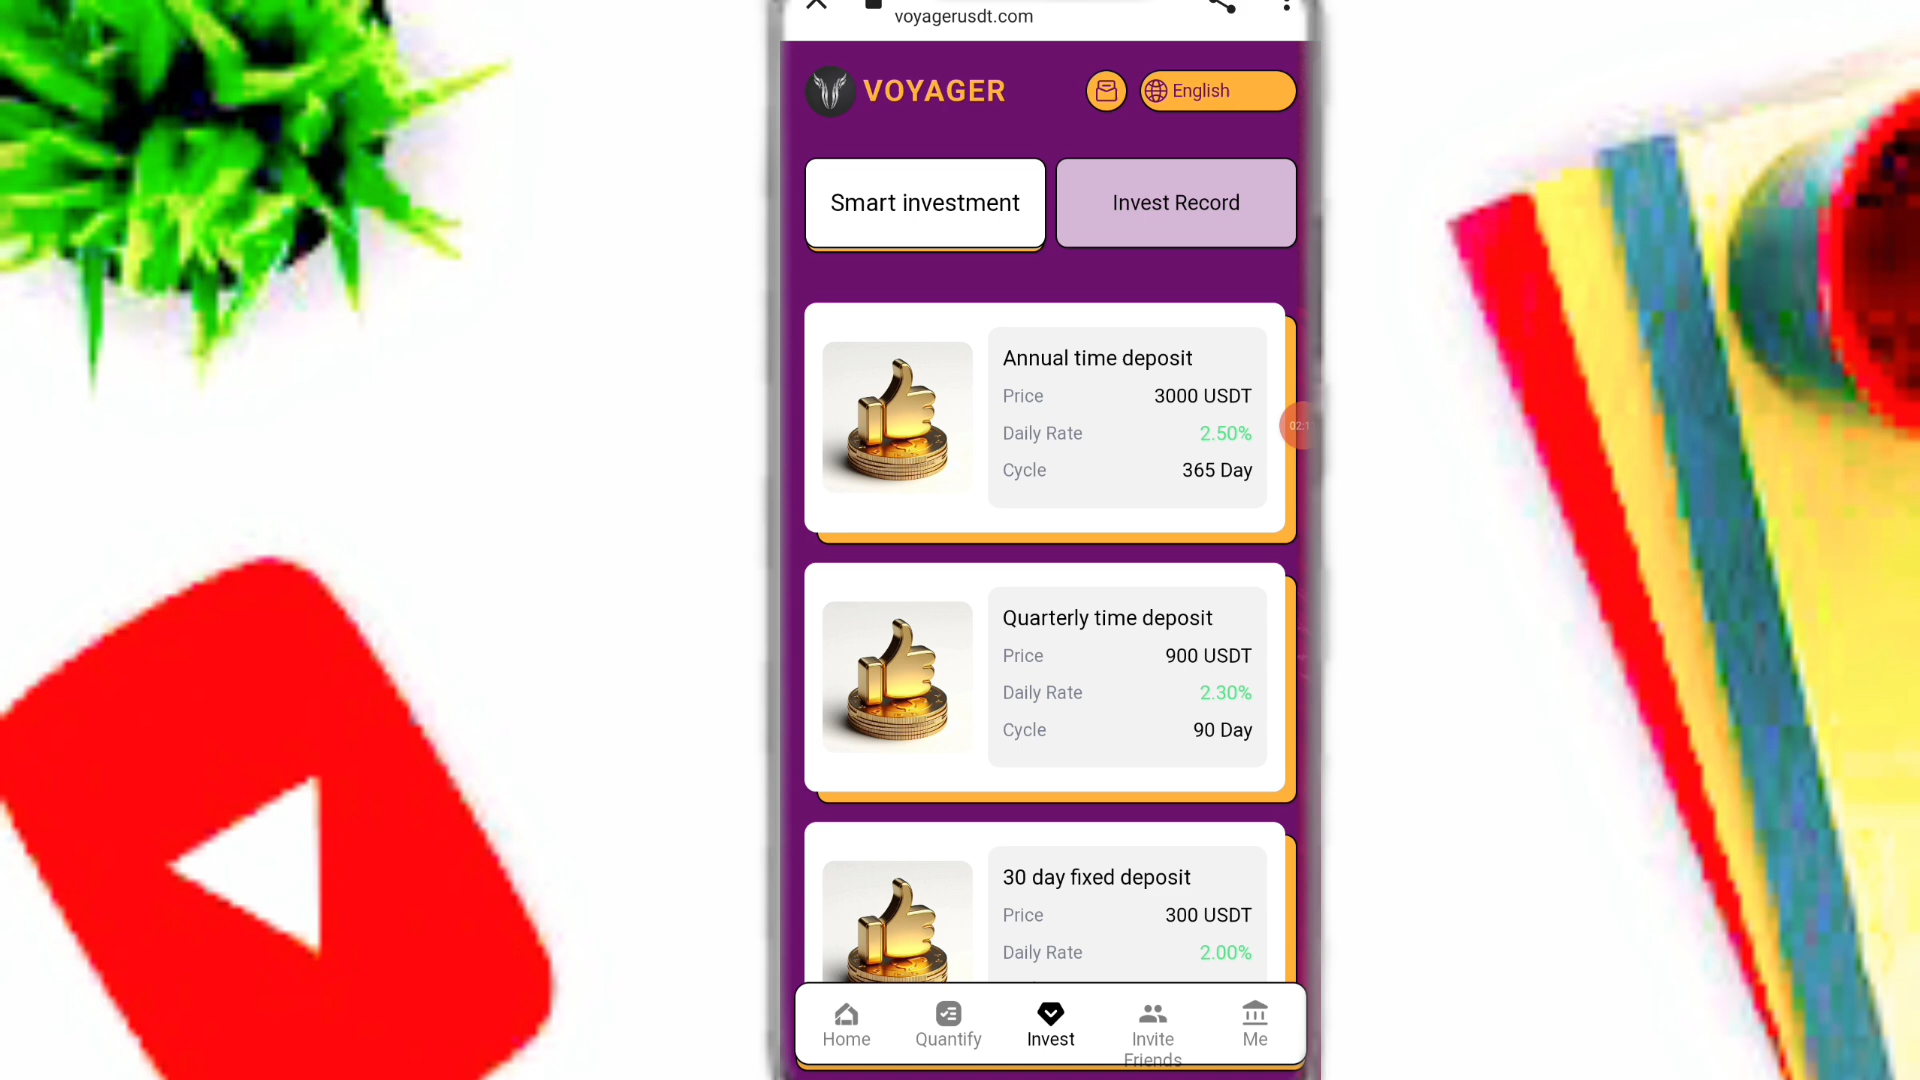 voyagerusdt.com
VOYAGER
English
Smart investment
Invest Record
Annual time deposit
Price 3000 USDT
Daily Rate 2.50%
Cycle 365 Day
Quarterly time deposit
Price 900 USDT
Daily Rate 2.30%
Cycle 90 Day
30 day fixed deposit
Price 300 USDT
Daily Rate 2.00%
Home Quantify Invest Invite Friends Me